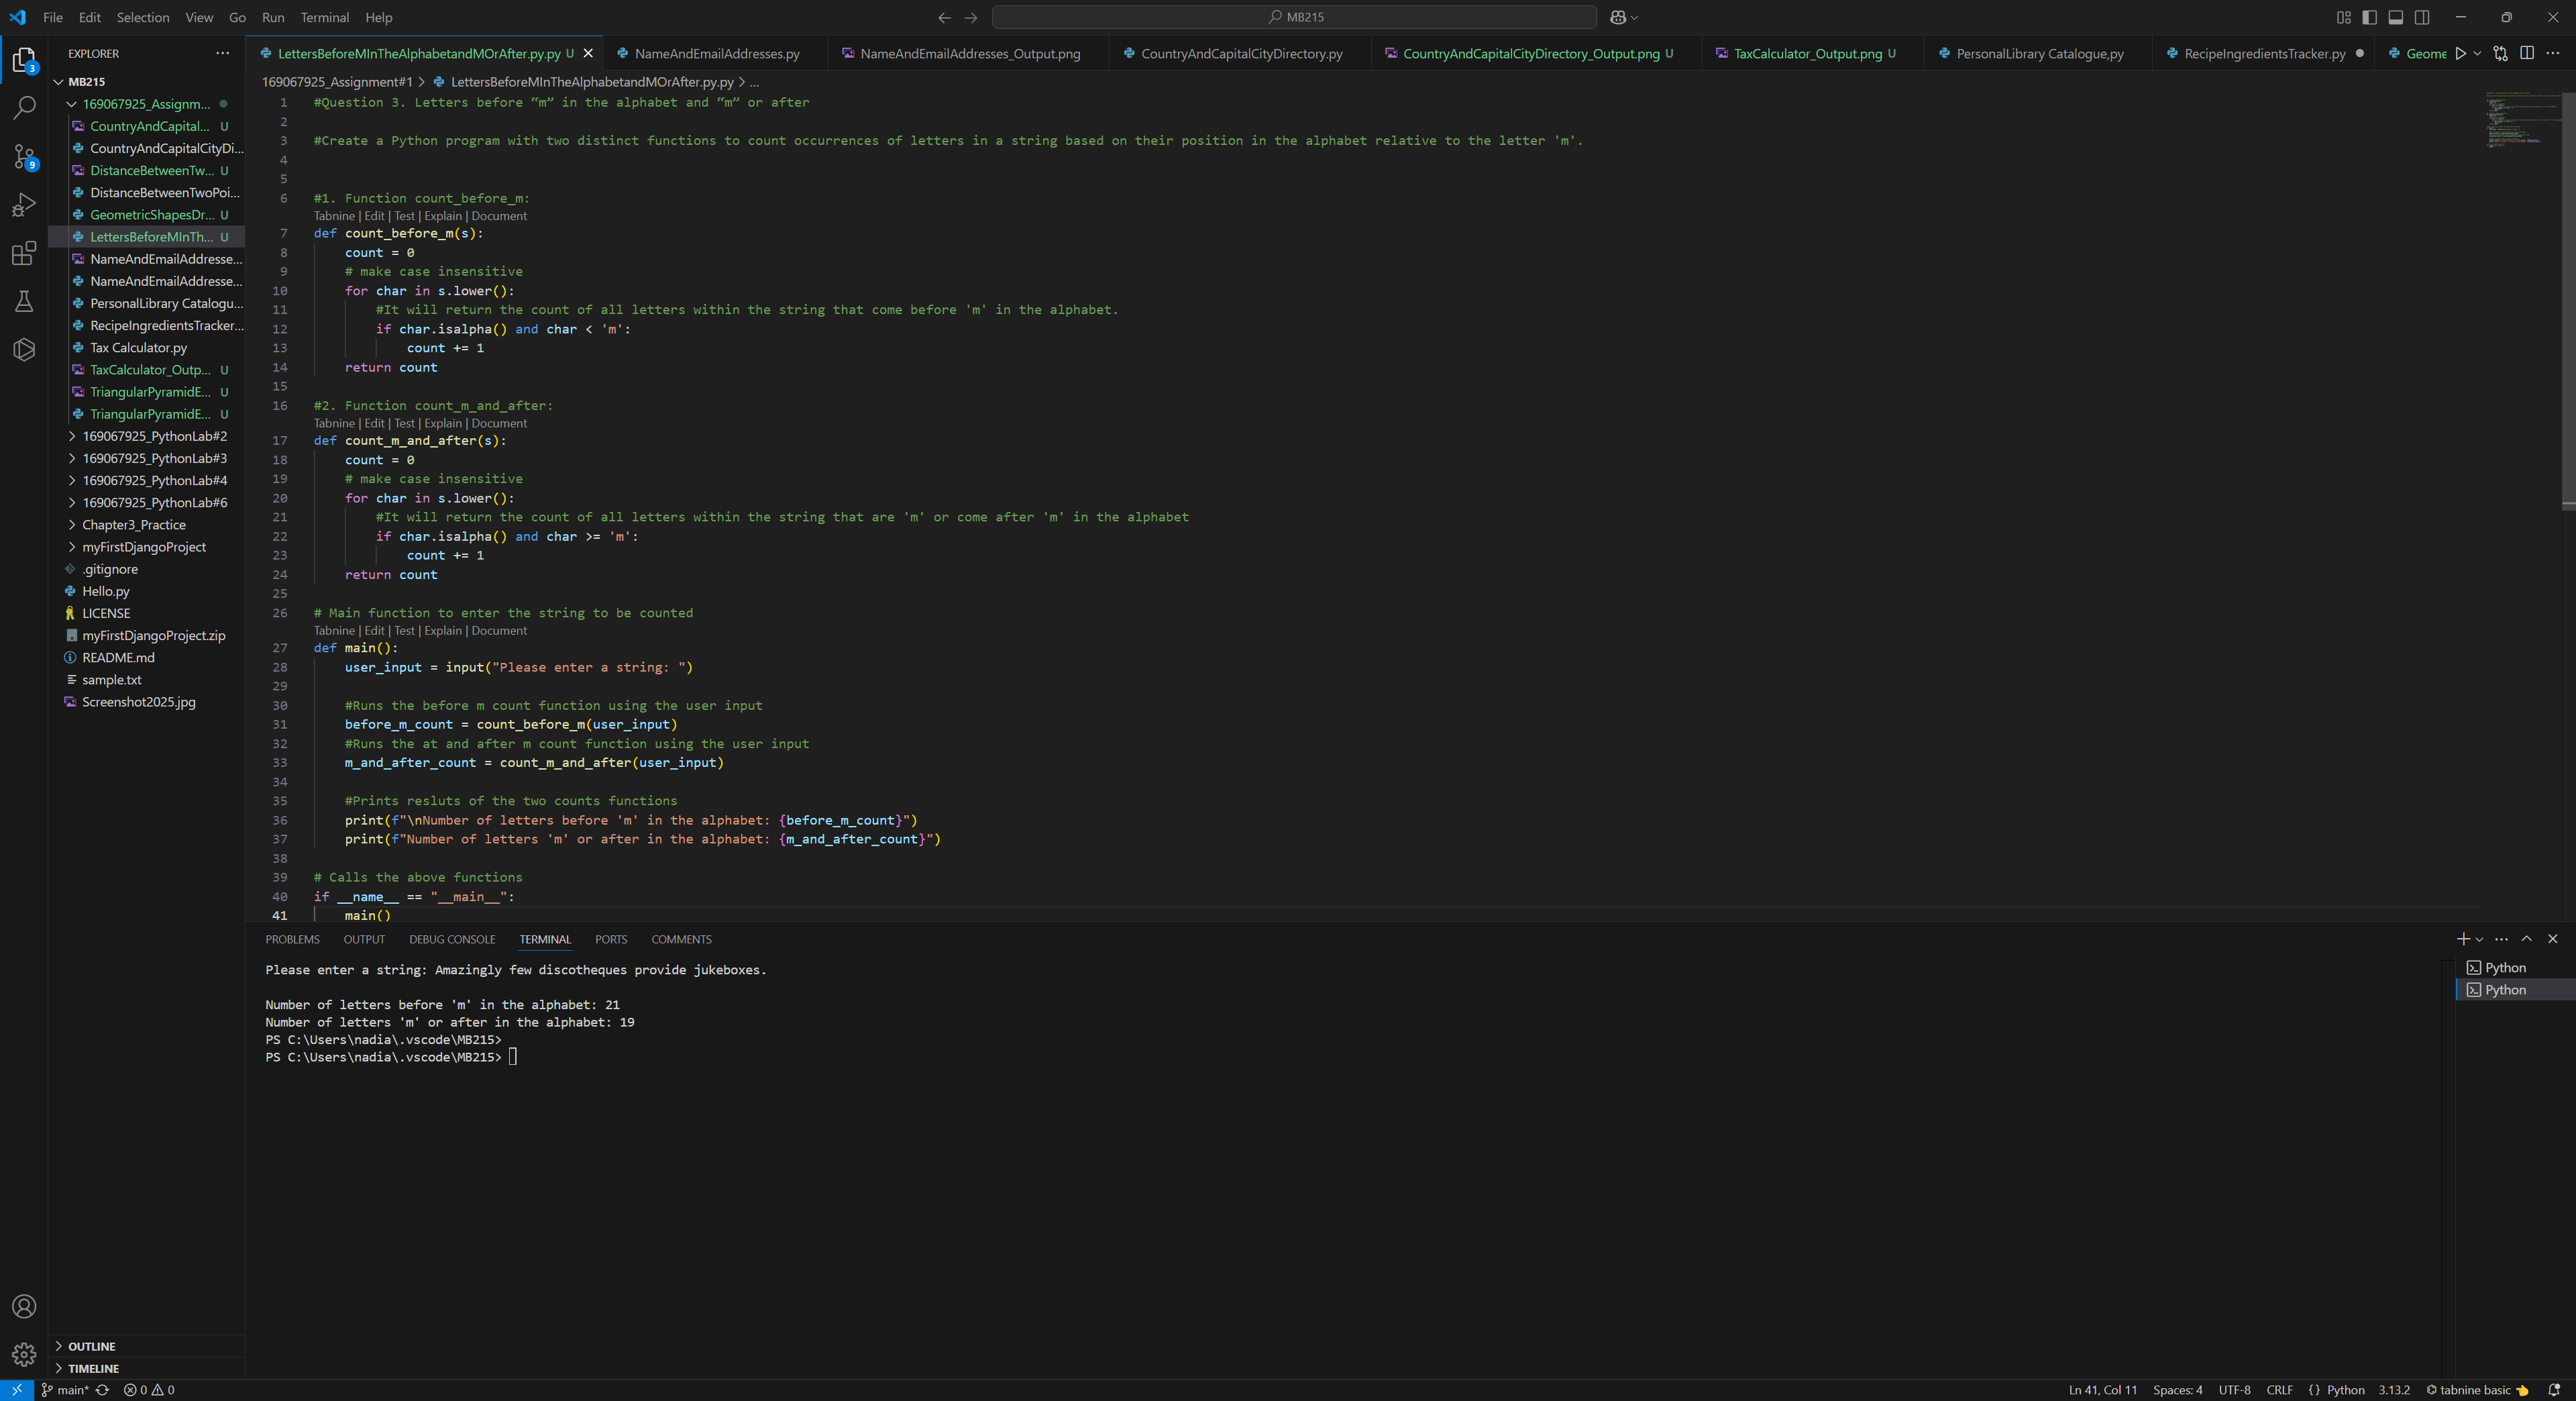 File Edit Selection View Go Run Terminal Help
MB215
EXPLORER
LettersBeforeMInTheAlphabetandMOrAfter.py.py U
NameAndEmailAddresses.py
NameAndEmailAddresses_Output.png
CountryAndCapitalCityDirectory.py
CountryAndCapitalCityDirectory_Output.png U
TaxCalculator_Output.png U
PersonalLibrary Catalogue,py
RecipeIngredientsTracker.py
Geome
3
9
MB215
169067925_Assignm...
CountryAndCapital... U
CountryAndCapitalCityDi...
DistanceBetweenTw... U
DistanceBetweenTwoPoi...
GeometricShapesDr... U
LettersBeforeMInTh... U
NameAndEmailAddresse...
NameAndEmailAddresse...
PersonalLibrary Catalogu...
RecipeIngredientsTracker...
Tax Calculator.py
TaxCalculator_Outp... U
TriangularPyramidE... U
TriangularPyramidE... U
169067925_PythonLab#2
169067925_PythonLab#3
169067925_PythonLab#4
169067925_PythonLab#6
Chapter3_Practice
myFirstDjangoProject
.gitignore
Hello.py
LICENSE
myFirstDjangoProject.zip
README.md
sample.txt
Screenshot2025.jpg
OUTLINE
TIMELINE
169067925_Assignment#1 > LettersBeforeMInTheAlphabetandMOrAfter.py.py > ...
1 #Question 3. Letters before “m” in the alphabet and “m” or after
2
3 #Create a Python program with two distinct functions to count occurrences of letters in a string based on their position in the alphabet relative to the letter 'm'.
4
5
6 #1. Function count_before_m:
Tabnine | Edit | Test | Explain | Document
7 def count_before_m(s):
8 count = 0
9 # make case insensitive
10 for char in s.lower():
11 #It will return the count of all letters within the string that come before 'm' in the alphabet.
12 if char.isalpha() and char < 'm':
13 count += 1
14 return count
15
16 #2. Function count_m_and_after:
Tabnine | Edit | Test | Explain | Document
17 def count_m_and_after(s):
18 count = 0
19 # make case insensitive
20 for char in s.lower():
21 #It will return the count of all letters within the string that are 'm' or come after 'm' in the alphabet
22 if char.isalpha() and char >= 'm':
23 count += 1
24 return count
25
26 # Main function to enter the string to be counted
Tabnine | Edit | Test | Explain | Document
27 def main():
28 user_input = input("Please enter a string: ")
29
30 #Runs the before m count function using the user input
31 before_m_count = count_before_m(user_input)
32 #Runs the at and after m count function using the user input
33 m_and_after_count = count_m_and_after(user_input)
34
35 #Prints resluts of the two counts functions
36 print(f"\nNumber of letters before 'm' in the alphabet: {before_m_count}")
37 print(f"Number of letters 'm' or after in the alphabet: {m_and_after_count}")
38
39 # Calls the above functions
40 if __name__ == "__main__":
41 main()
PROBLEMS OUTPUT DEBUG CONSOLE TERMINAL PORTS COMMENTS
Please enter a string: Amazingly few discotheques provide jukeboxes.
Number of letters before 'm' in the alphabet: 21
Number of letters 'm' or after in the alphabet: 19
PS C:\Users\nadia\.vscode\MB215>
PS C:\Users\nadia\.vscode\MB215>
Python
Python
main* 0 0
Ln 41, Col 11 Spaces: 4 UTF-8 CRLF {} Python 3.13.2 tabnine basic